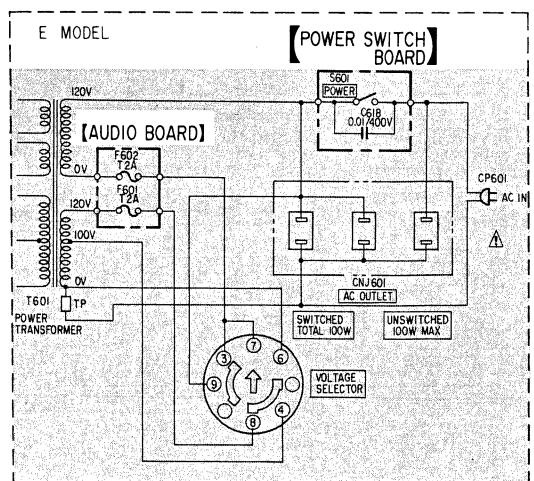 E MODEL
【POWER SWITCH
BOARD】
S601
POWER
C618
0.01/400V
120V
【AUDIO BOARD】
F602
T2A
0V
F601
T2A
120V
100V
CP601
AC IN
0V
CNJ601
AC OUTLET
T601
TP
POWER
TRANSFORMER
SWITCHED
TOTAL 100W
UNSWITCHED
100W MAX
7
3
6
9
VOLTAGE
SELECTOR
4
8